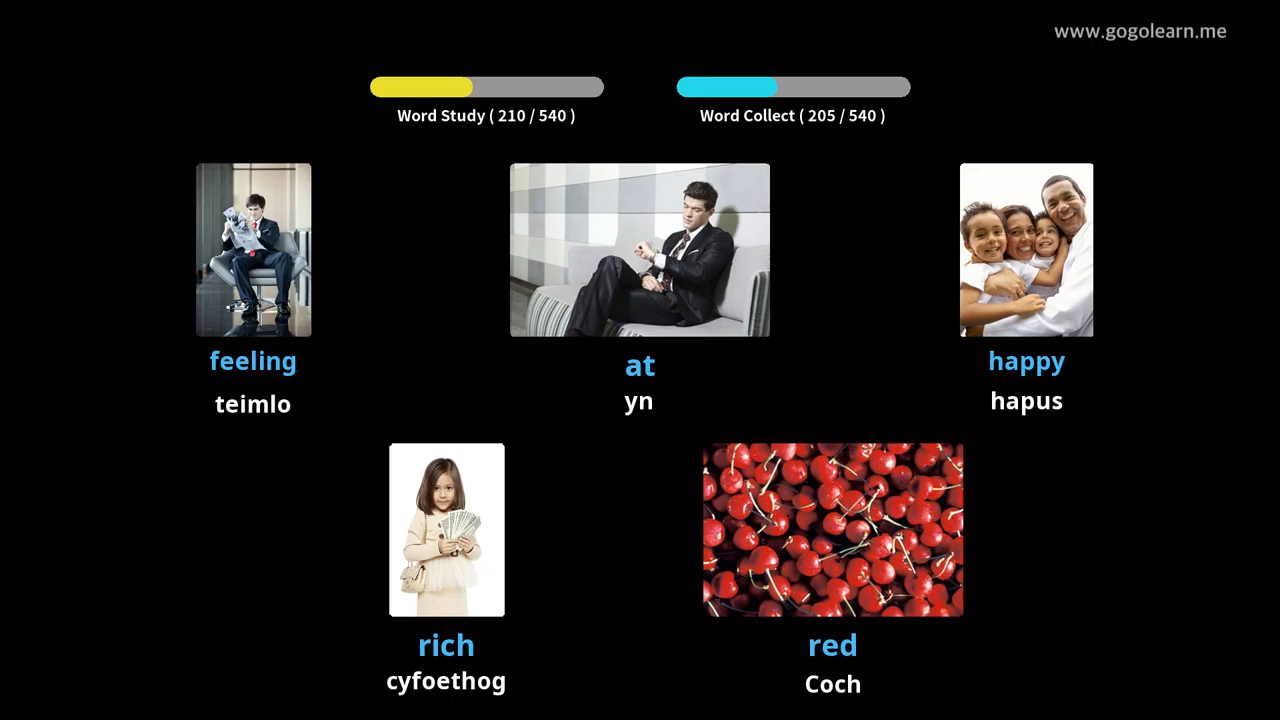 www.gogolearn.me
Word Study ( 210 / 540 )
Word Collect ( 205 / 540 )
feeling
teimlo
at
yn
happy
hapus
rich
cyfoethog
red
Coch